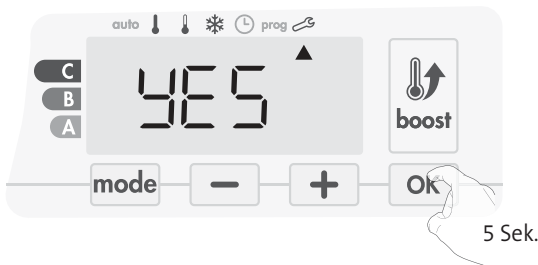 auto prog
C
B
A
YES
boost
mode − + OK
5 Sek.